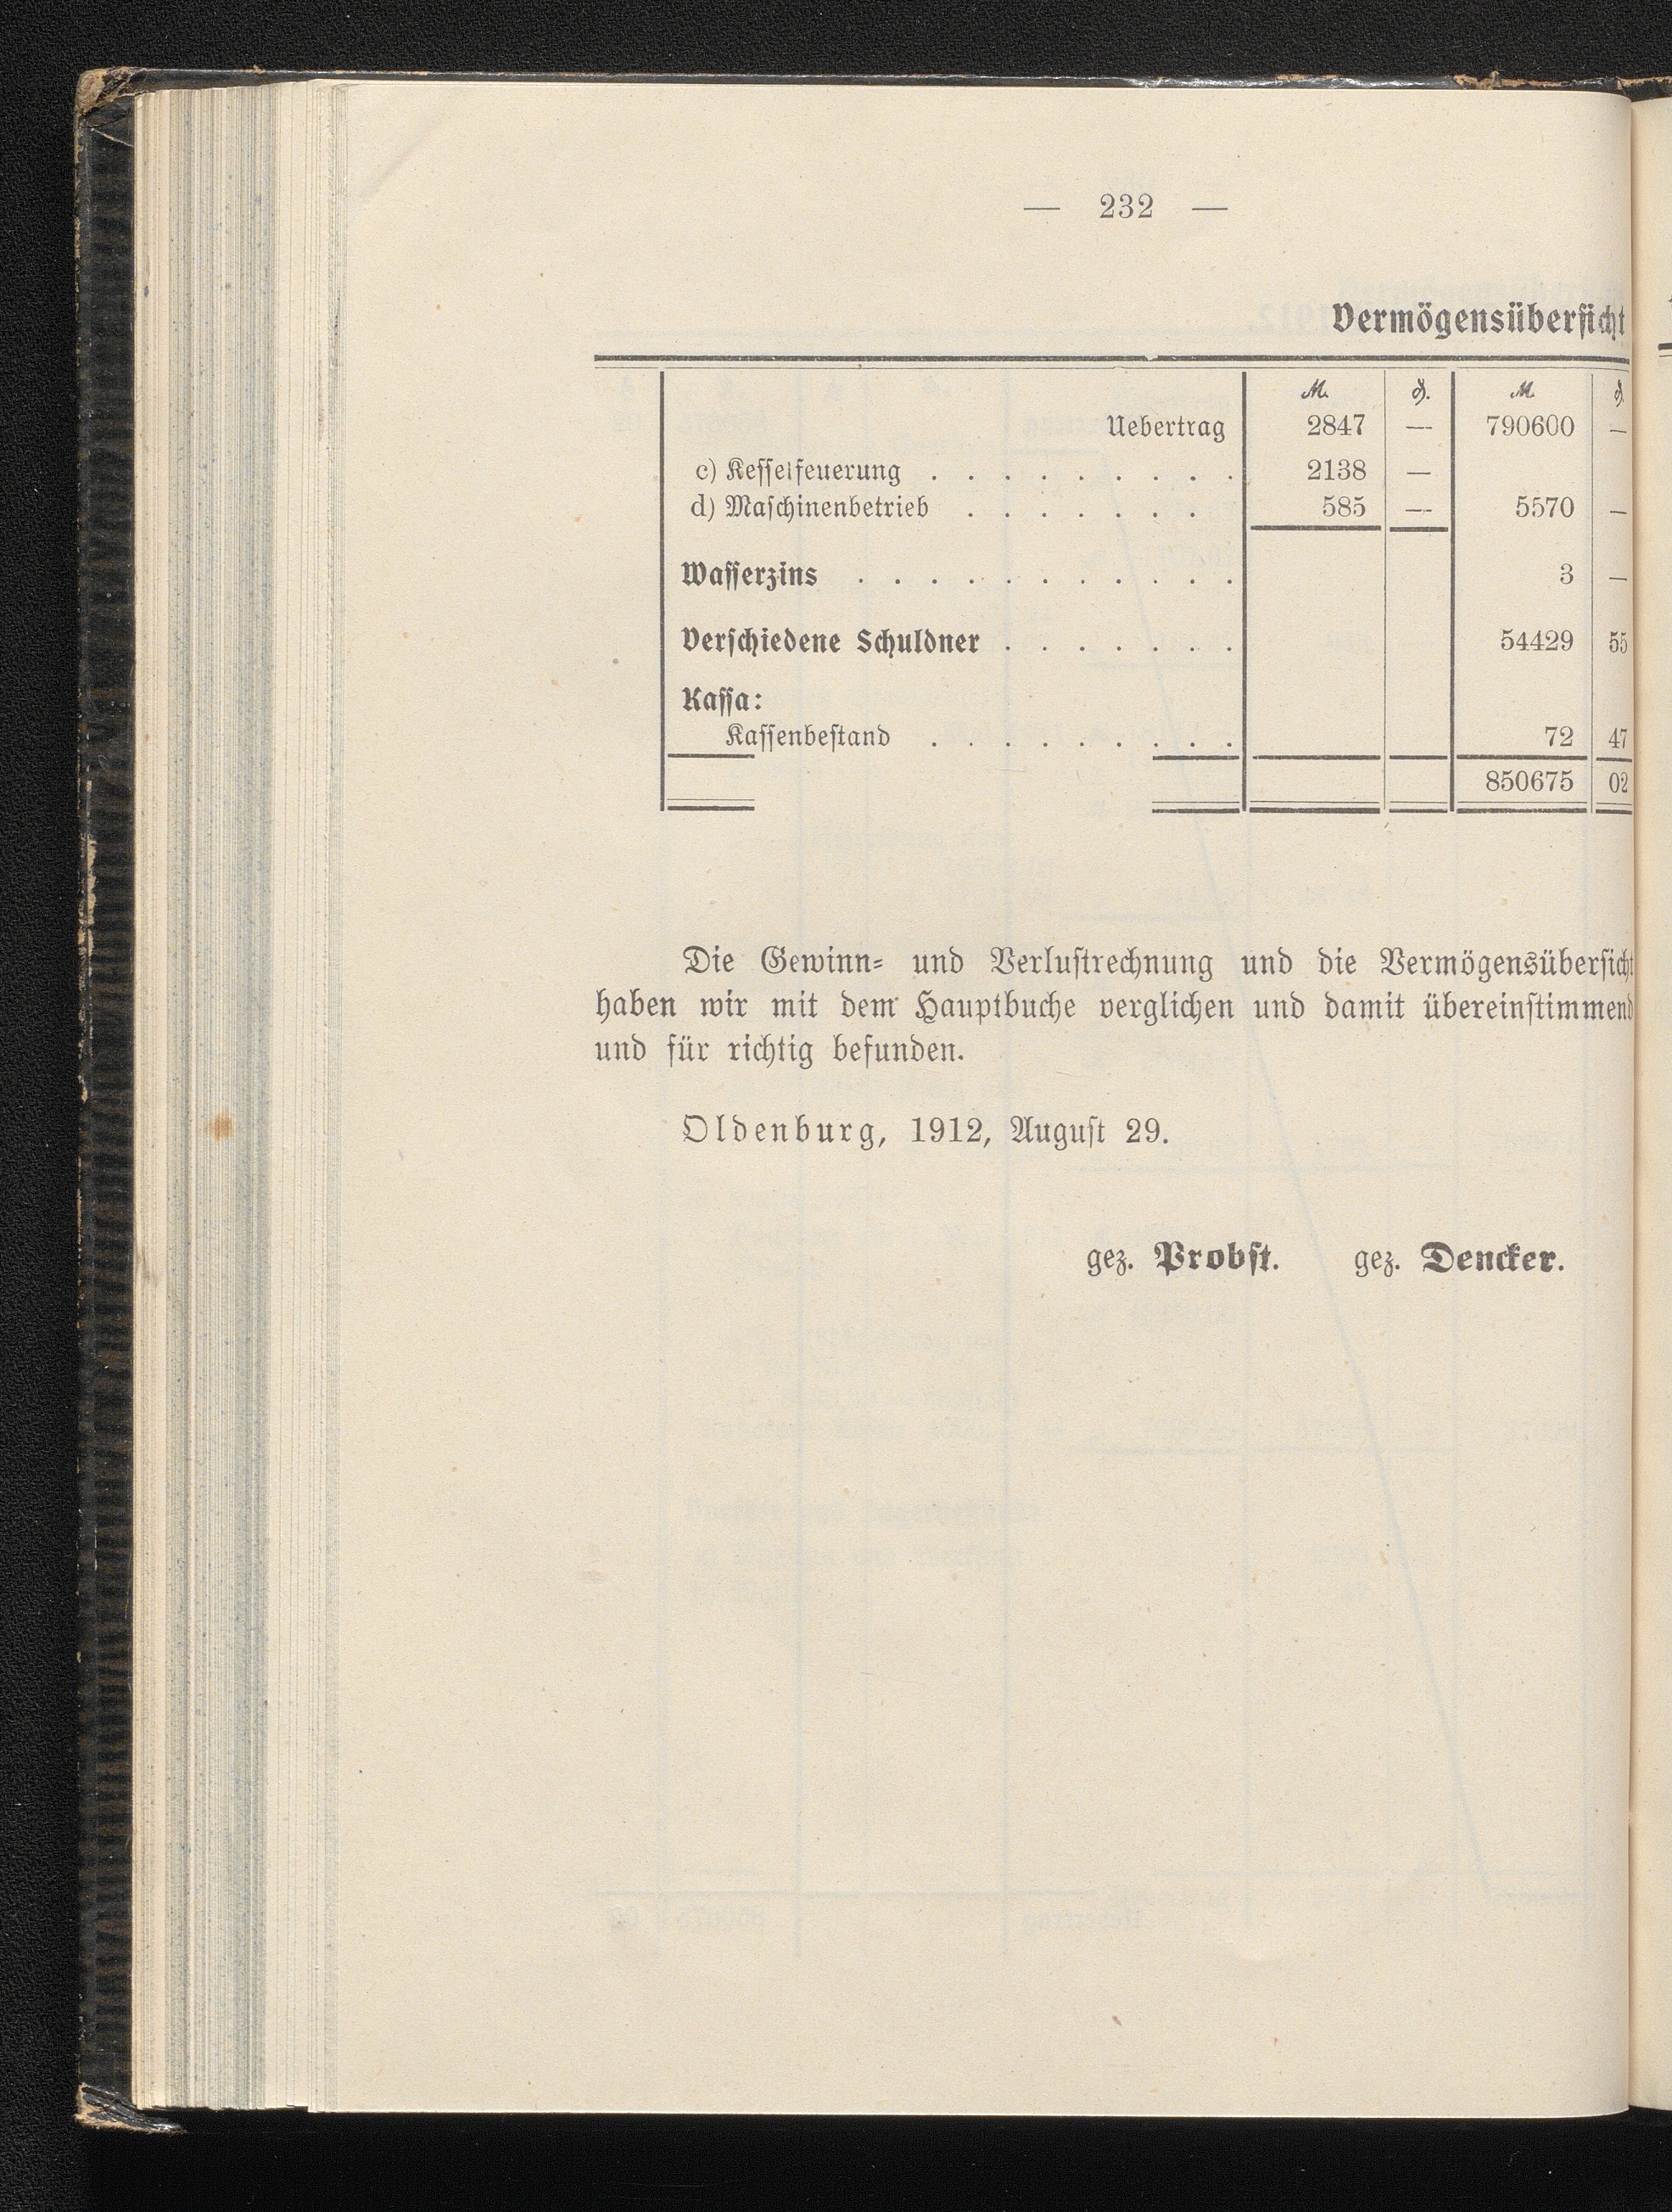 — 232 —
Vermögensübersicht
M. ₰. M. ₰.
Uebertrag 2847 — 790600 —
c) Kesselfeuerung . . . . . . . . . 2138 —
d) Maschinenbetrieb . . . . . . . 585 — 5570 —
Wasserzins . . . . . . . . . . . 3 —
Verschiedene Schuldner . . . . . . . 54429 55
Kassa:
Kassenbestand . . . . . . . . . 72 47
850675 02
Die Gewinn- und Verlustrechnung und die Vermögensübersicht
haben wir mit dem Hauptbuche verglichen und damit übereinstimmend
und für richtig befunden.
Oldenburg, 1912, August 29.
gez. Probst. gez. Dencker.